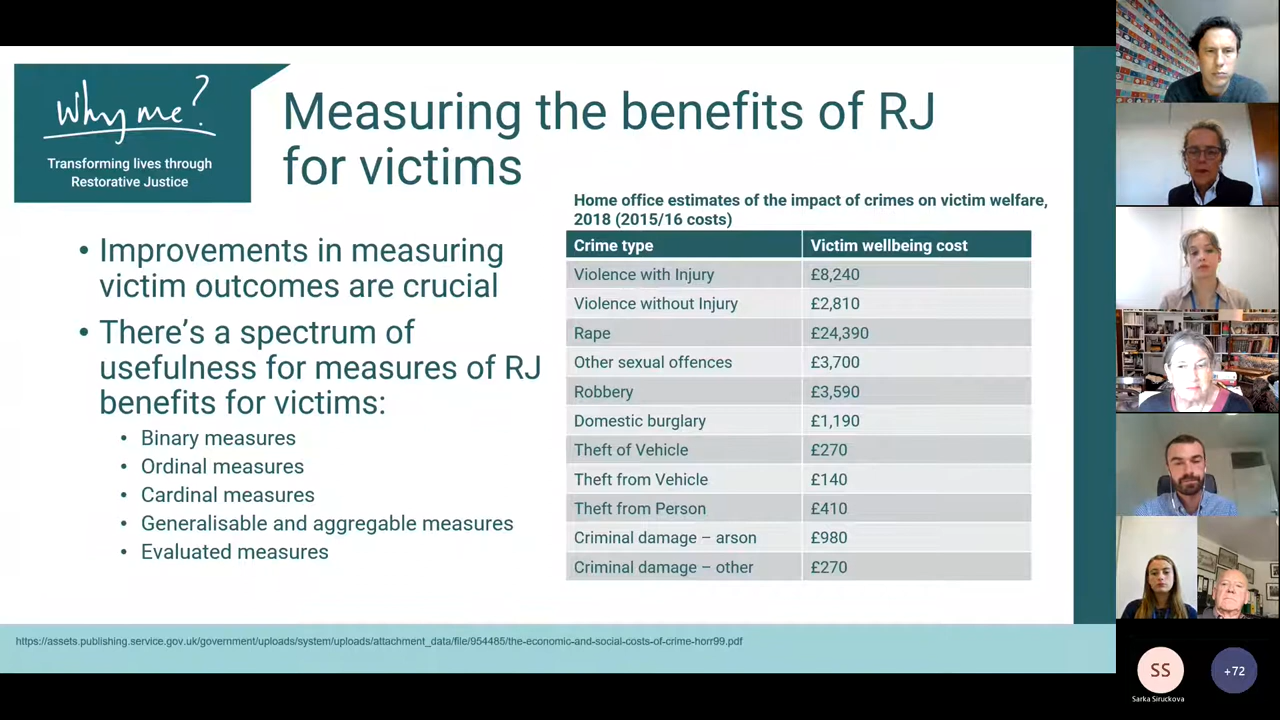 Why me?
Transforming lives through
Restorative Justice
Measuring the benefits of RJ
for victims
• Improvements in measuring
victim outcomes are crucial
• There's a spectrum of
usefulness for measures of RJ
benefits for victims:
• Binary measures
• Ordinal measures
• Cardinal measures
• Generalisable and aggregable measures
• Evaluated measures
Home office estimates of the impact of crimes on victim welfare,
2018 (2015/16 costs)
Crime type Victim wellbeing cost
Violence with Injury £8,240
Violence without Injury £2,810
Rape £24,390
Other sexual offences £3,700
Robbery £3,590
Domestic burglary £1,190
Theft of Vehicle £270
Theft from Vehicle £140
Theft from Person £410
Criminal damage – arson £980
Criminal damage – other £270
https://assets.publishing.service.gov.uk/government/uploads/system/uploads/attachment_data/file/954485/the-economic-and-social-costs-of-crime-horr99.pdf
SS
Sarka Siruckova
+72